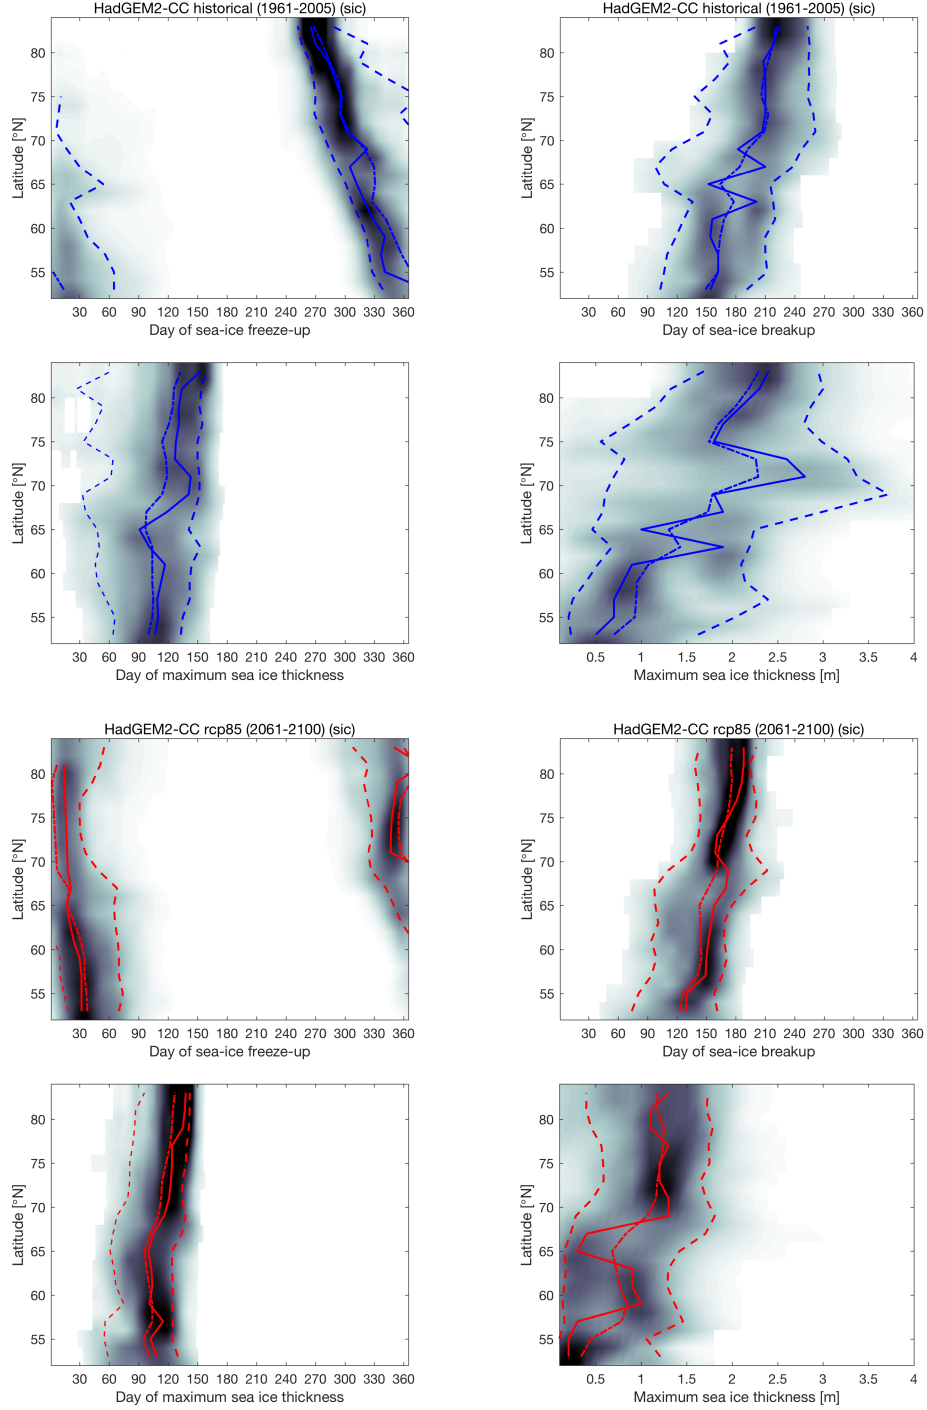 HadGEM2-CC historical (1961-2005) (sic)
80
75
70
65
60
55
Latitude [°N]
30 60 90 120 150 180 210 240 270 300 330 360
Day of sea-ice freeze-up
HadGEM2-CC historical (1961-2005) (sic)
80
75
70
65
60
55
Latitude [°N]
30 60 90 120 150 180 210 240 270 300 330 360
Day of sea-ice breakup
80
75
70
65
60
55
Latitude [°N]
30 60 90 120 150 180 210 240 270 300 330 360
Day of maximum sea ice thickness
80
75
70
65
60
55
Latitude [°N]
0.5 1 1.5 2 2.5 3 3.5 4
Maximum sea ice thickness [m]
HadGEM2-CC rcp85 (2061-2100) (sic)
80
75
70
65
60
55
Latitude [°N]
30 60 90 120 150 180 210 240 270 300 330 360
Day of sea-ice freeze-up
HadGEM2-CC rcp85 (2061-2100) (sic)
80
75
70
65
60
55
Latitude [°N]
30 60 90 120 150 180 210 240 270 300 330 360
Day of sea-ice breakup
80
75
70
65
60
55
Latitude [°N]
30 60 90 120 150 180 210 240 270 300 330 360
Day of maximum sea ice thickness
80
75
70
65
60
55
Latitude [°N]
0.5 1 1.5 2 2.5 3 3.5 4
Maximum sea ice thickness [m]